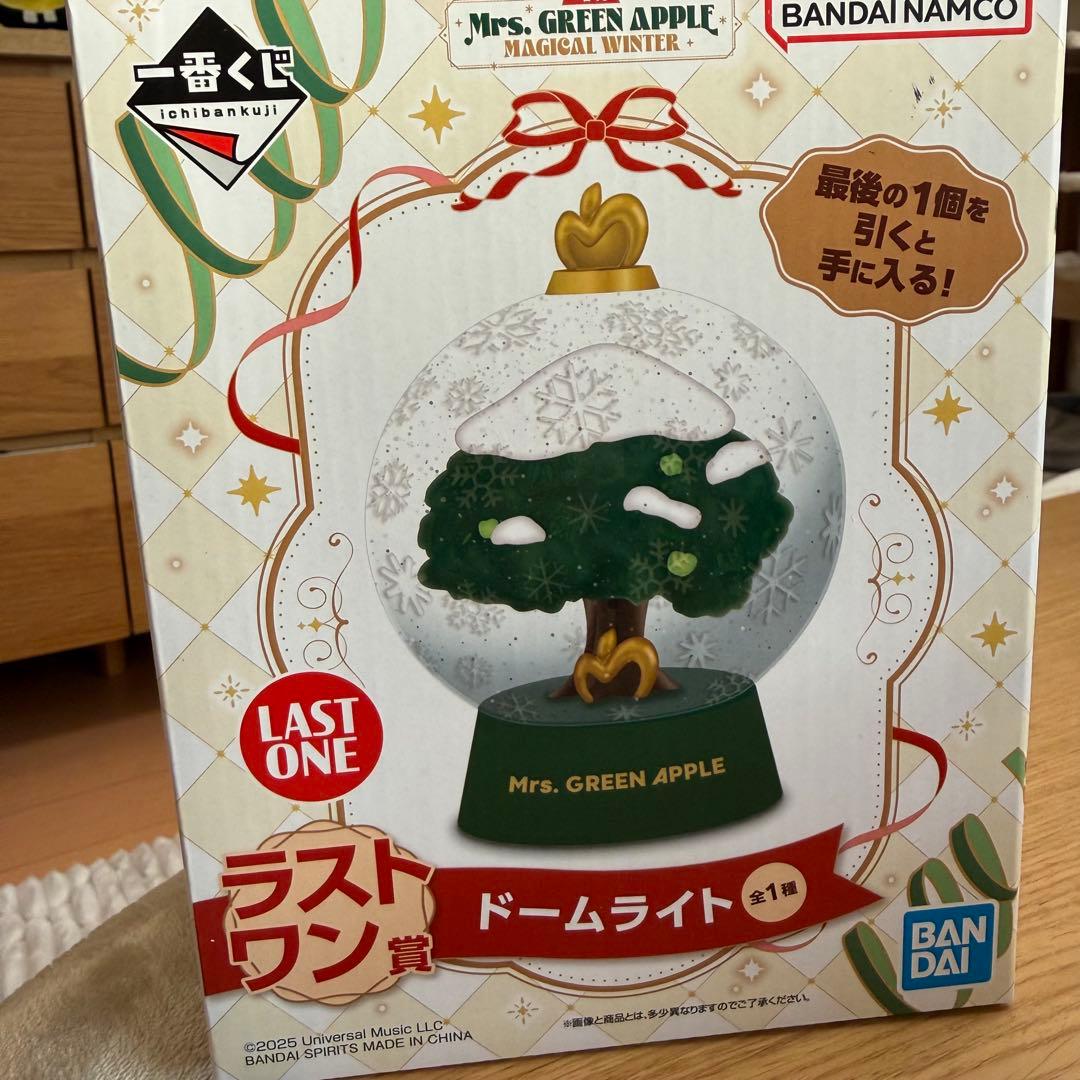 一番くじ
ichibankuji
Mrs. GREEN APPLE
MAGICAL WINTER
BANDAI NAMCO
最後の1個を
引くと
手に入る!
Mrs. GREEN APPLE
LAST
ONE
ラスト
ワン賞
ドームライト
全1種
BAN
DAI
※画像と商品とは、多少異なりますのでご了承ください。
©2025 Universal Music LLC
BANDAI SPIRITS MADE IN CHINA